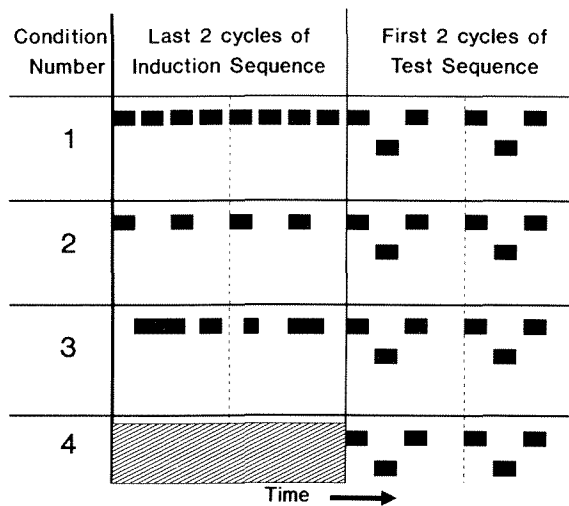 Condition
Number
Last 2 cycles of
Induction Sequence
First 2 cycles of
Test Sequence
1
2
3
4
Time